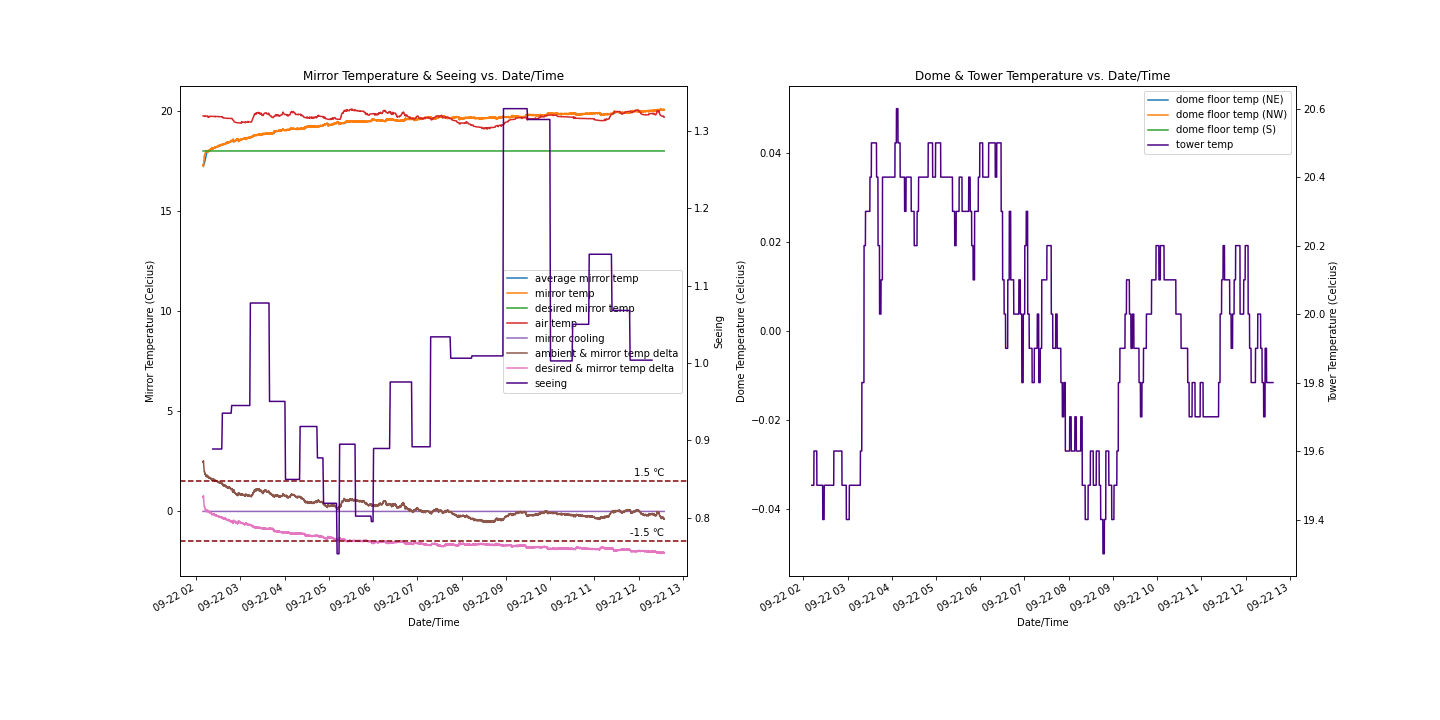 Mirror Temperature & Seeing vs. Date/Time
Mirror Temperature (Celcius)
20
15
10
5
0
1.3
1.2
1.1
1.0
0.9
0.8
Seeing
average mirror temp
mirror temp
desired mirror temp
air temp
mirror cooling
ambient & mirror temp delta
desired & mirror temp delta
seeing
1.5 °C
-1.5 °C
09-22 02
09-22 03
09-22 04
09-22 05
09-22 06
09-22 07
09-22 08
09-22 09
09-22 10
09-22 11
09-22 12
09-22 13
Date/Time
Dome & Tower Temperature vs. Date/Time
Dome Temperature (Celcius)
0.04
0.02
0.00
−0.02
−0.04
dome floor temp (NE)
dome floor temp (NW)
dome floor temp (S)
tower temp
20.6
20.4
20.2
20.0
19.8
19.6
19.4
Tower Temperature (Celcius)
09-22 02
09-22 03
09-22 04
09-22 05
09-22 06
09-22 07
09-22 08
09-22 09
09-22 10
09-22 11
09-22 12
09-22 13
Date/Time